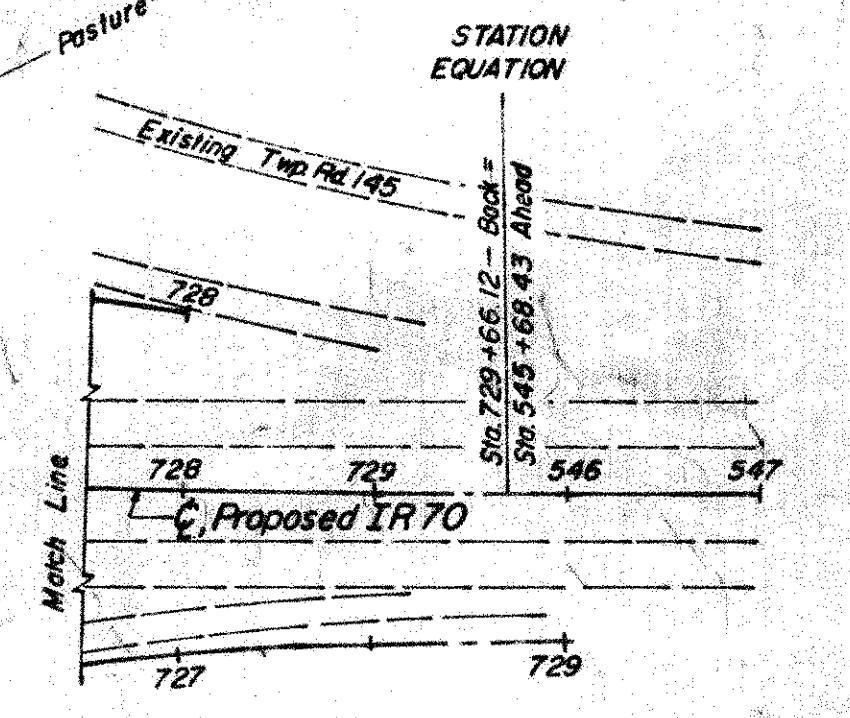 Pasture
STATION
EQUATION
Existing Twp. Rd. 145
Sta. 729 + 66.12 - Back =
Sta. 545 + 68.43 Ahead
728
728
729
546
547
Match Line
℄, Proposed IR 70
727
729